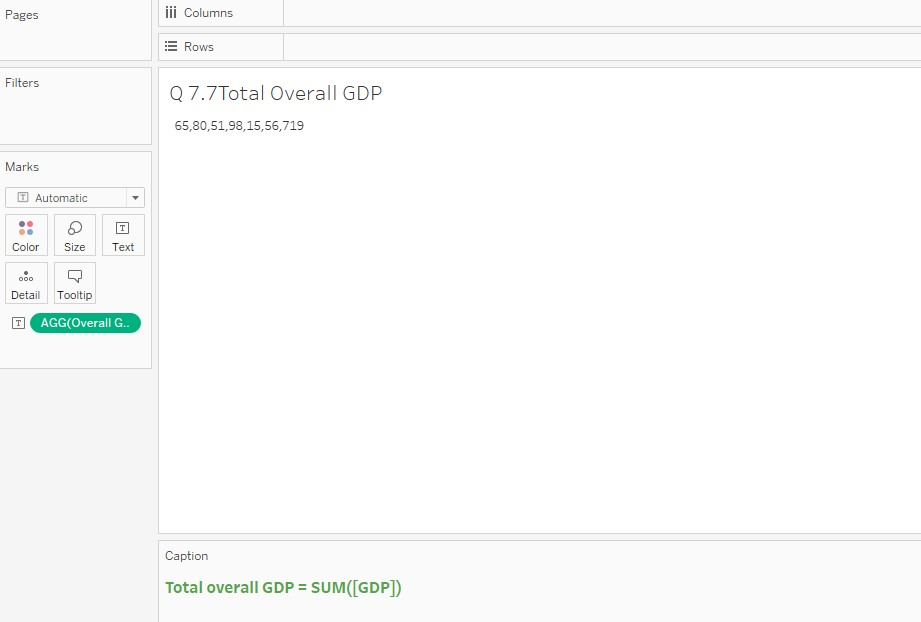 Pages
Columns
Rows
Filters
Q 7.7Total Overall GDP
65,80,51,98,15,56,719
Marks
T Automatic
Color Size T Text
Detail Tooltip
T AGG(Overall G..
Caption
Total overall GDP = SUM([GDP])